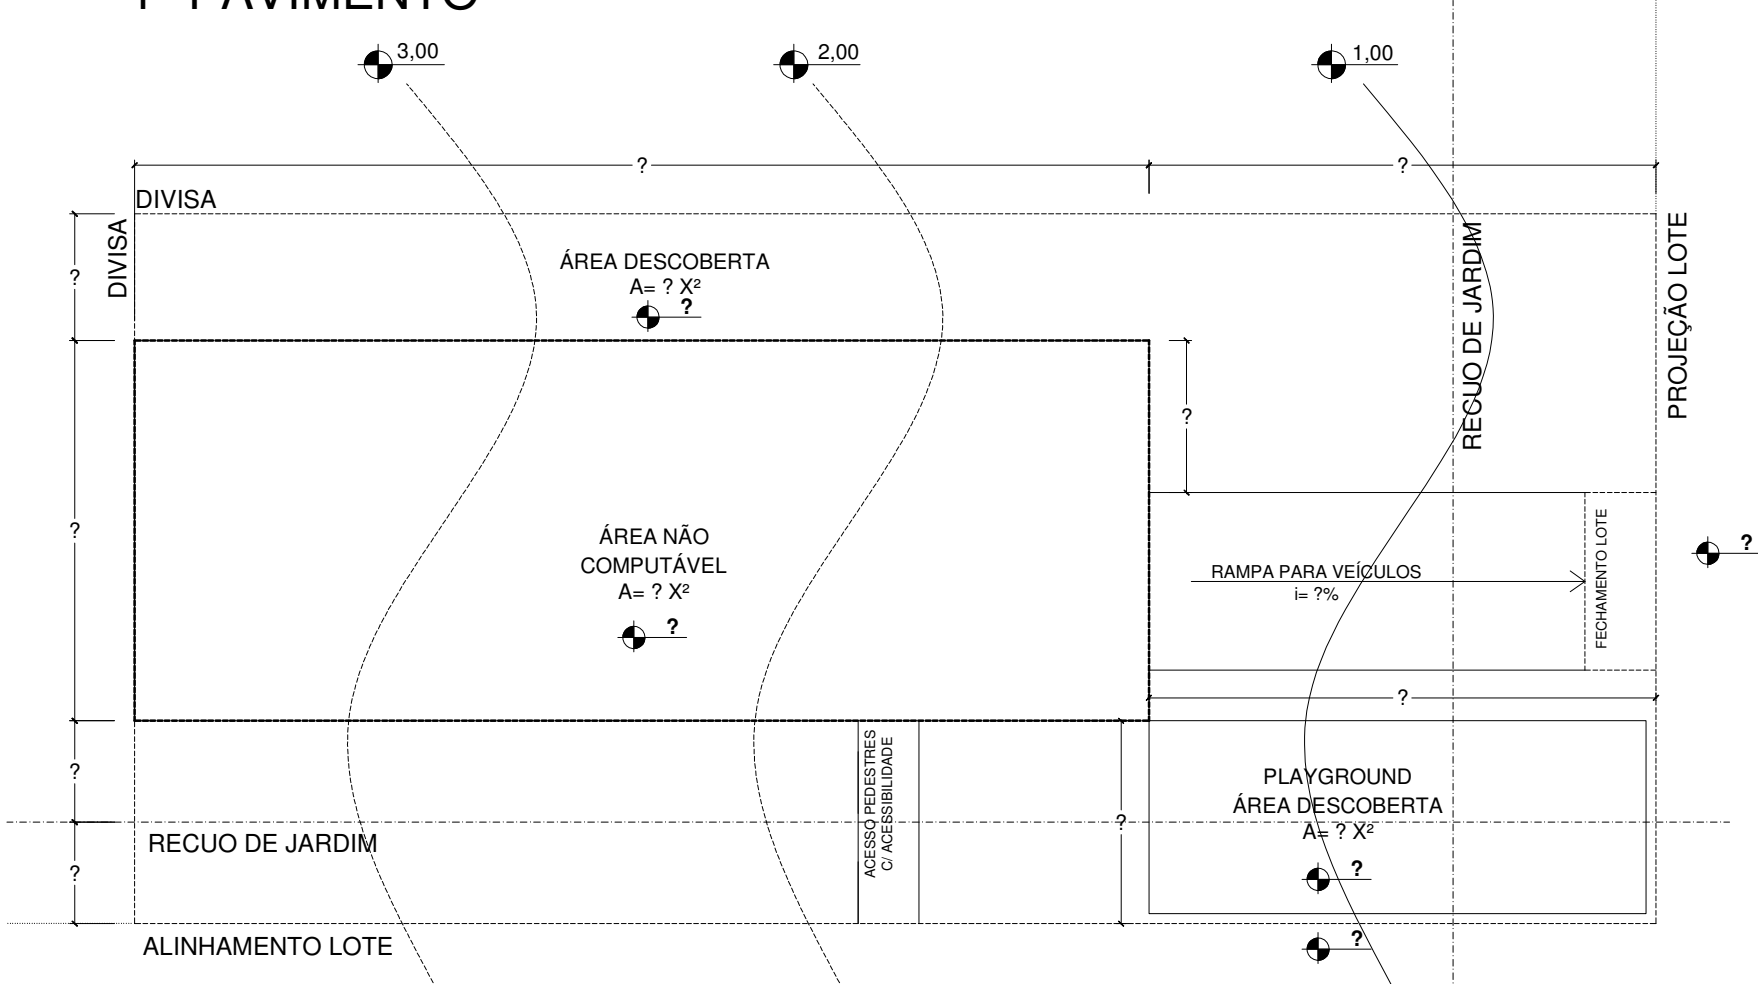 1º PAVIMENTO
3,00
2,00
1,00
?
?
DIVISA
DIVISA
?
ÁREA DESCOBERTA
A= ? X²
?
RECUO DE JARDIM
PROJEÇÃO LOTE
?
?
ÁREA NÃO
COMPUTÁVEL
A= ? X²
?
RAMPA PARA VEÍCULOS
i= ?%
FECHAMENTO LOTE
?
?
?
ACESSO PEDESTRES
C/ ACESSIBILIDADE
?
PLAYGROUND
ÁREA DESCOBERTA
A= ? X²
?
RECUO DE JARDIM
?
ALINHAMENTO LOTE
?